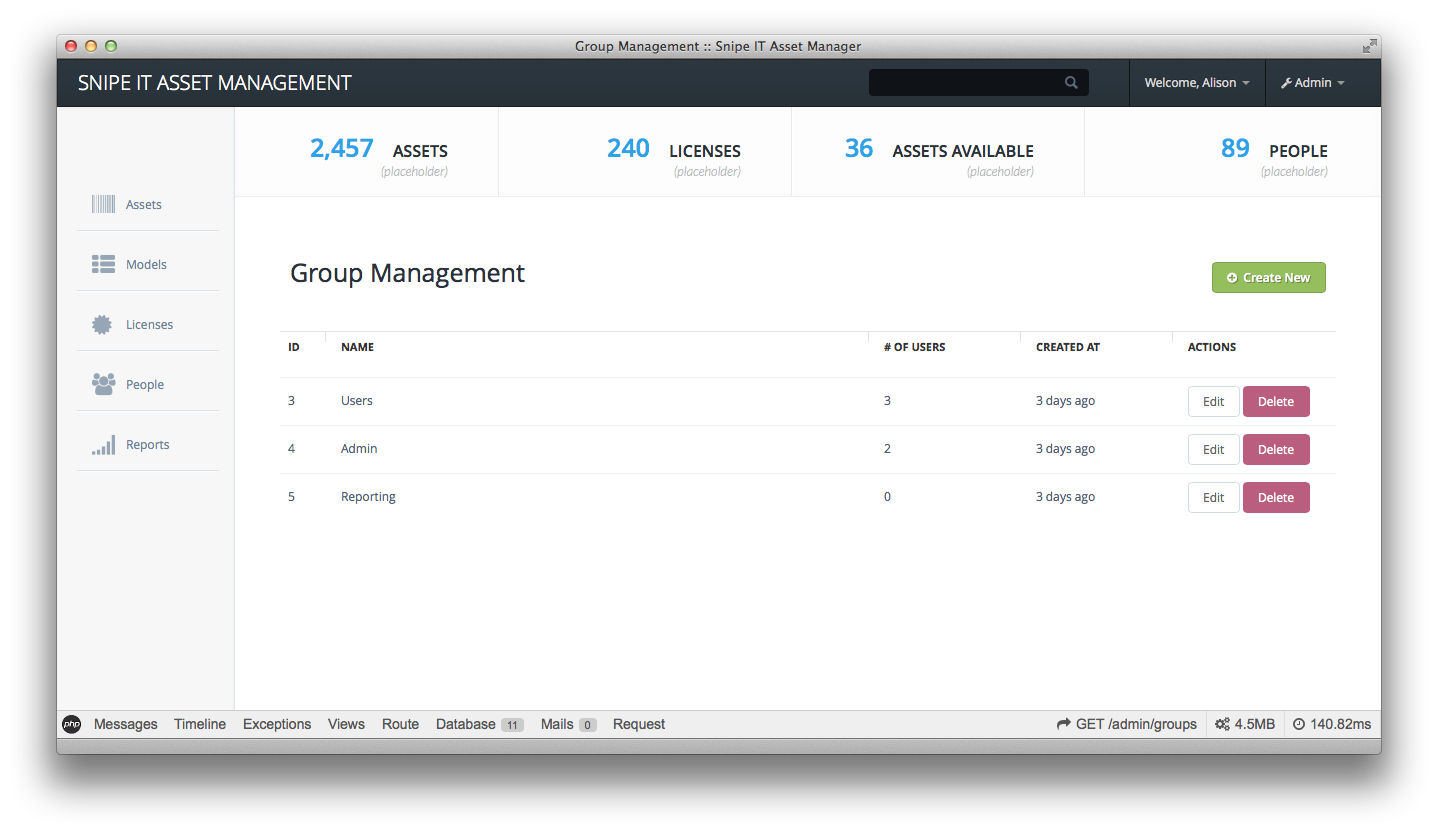 Group Management :: Snipe IT Asset Manager
SNIPE IT ASSET MANAGEMENT
Welcome, Alison
Admin
2,457 ASSETS
(placeholder)
240 LICENSES
(placeholder)
36 ASSETS AVAILABLE
(placeholder)
89 PEOPLE
(placeholder)
Assets
Models
Licenses
People
Reports
Group Management
Create New
ID NAME # OF USERS CREATED AT ACTIONS
3 Users 3 3 days ago Edit Delete
4 Admin 2 3 days ago Edit Delete
5 Reporting 0 3 days ago Edit Delete
php Messages Timeline Exceptions Views Route Database 11 Mails 0 Request GET /admin/groups 4.5MB 140.82ms